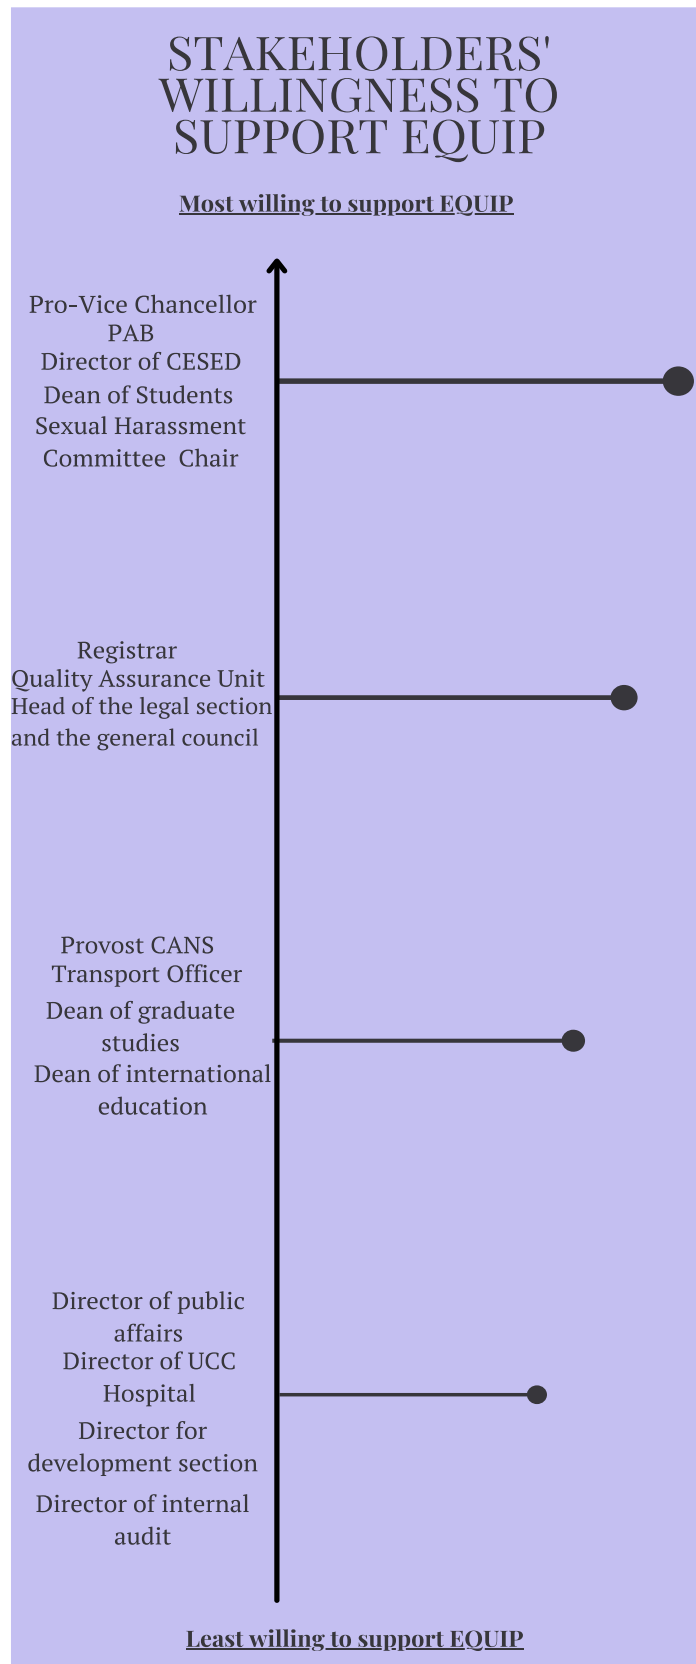 STAKEHOLDERS'
WILLINGNESS TO
SUPPORT EQUIP
Most willing to support EQUIP
Pro-Vice Chancellor
PAB
Director of CESED
Dean of Students
Sexual Harassment
Committee Chair
Registrar
Quality Assurance Unit
Head of the legal section
and the general council
Provost CANS
Transport Officer
Dean of graduate
studies
Dean of international
education
Director of public
affairs
Director of UCC
Hospital
Director for
development section
Director of internal
audit
Least willing to support EQUIP